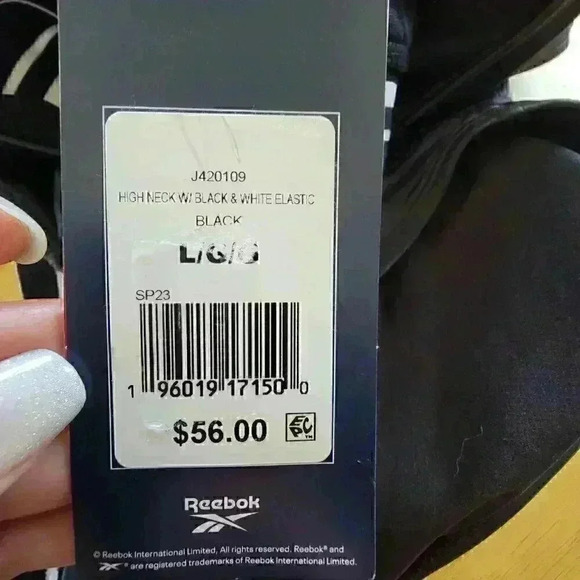 J420109
HIGH NECK W/ BLACK & WHITE ELASTIC
BLACK
L/G/G
SP23
1 96019 17150 0
$56.00
EPC™
Reebok
© Reebok International Limited, All rights reserved. Reebok® and
® are registered trademarks of Reebok International Limited.